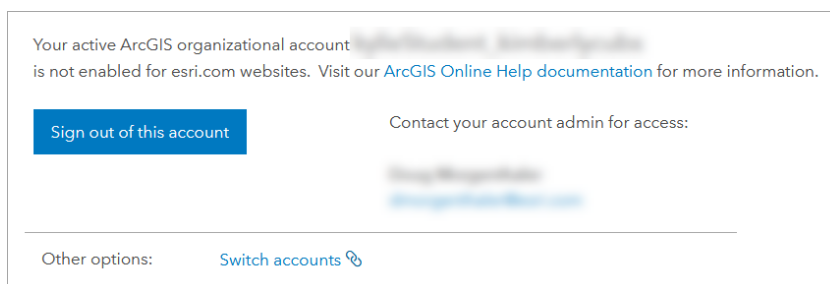 Your active ArcGIS organizational account
is not enabled for esri.com websites. Visit our ArcGIS Online Help documentation for more information.
Sign out of this account
Contact your account admin for access:
Other options:
Switch accounts